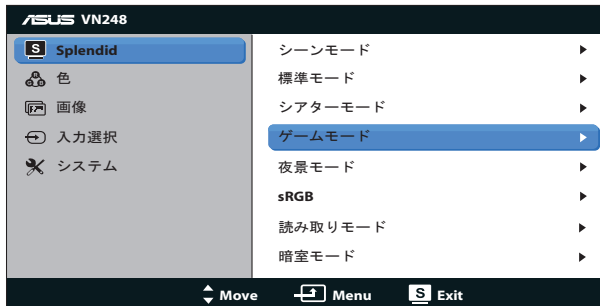 ASUS VN248
S Splendid
色
画像
入力選択
システム
シーンモード
標準モード
シアターモード
ゲームモード
夜景モード
sRGB
読み取りモード
暗室モード
Move Menu S Exit